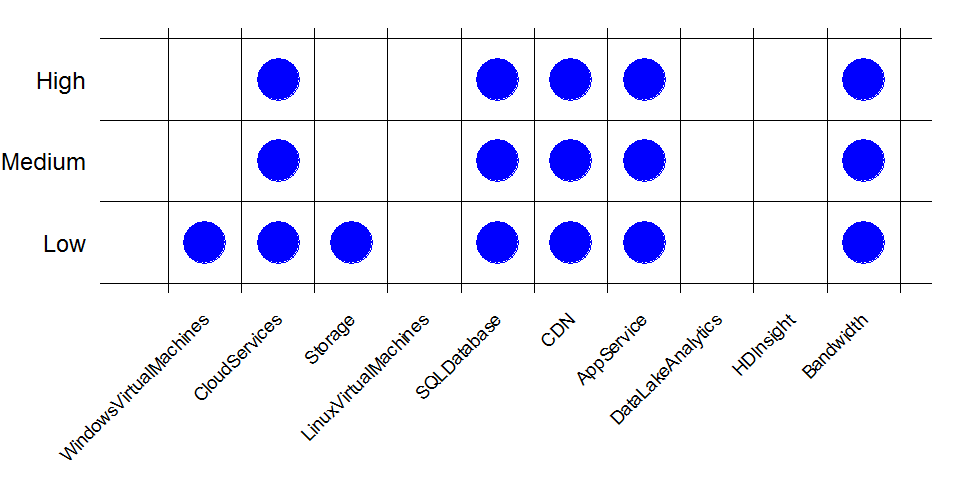 High
Medium
Low
WindowsVirtualMachines
CloudServices
Storage
LinuxVirtualMachines
SQLDatabase
CDN
AppService
DataLakeAnalytics
HDInsight
Bandwidth